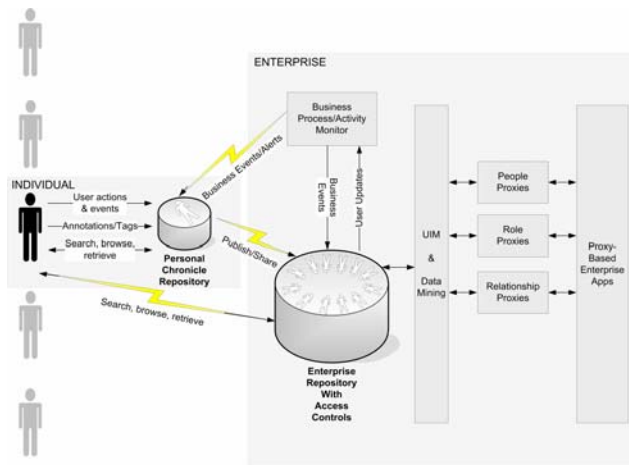 ENTERPRISE
Business
Process/Activity
Monitor
Business Events/Alerts
INDIVIDUAL
User actions
& events
Annotations/Tags
Search, browse,
retrieve
Personal
Chronicle
Repository
Publish/Share
Business
Events
User Updates
Search, browse, retrieve
Enterprise
Repository
With
Access
Controls
UIM
&
Data
Mining
People
Proxies
Role
Proxies
Relationship
Proxies
Proxy-
Based
Enterprise
Apps